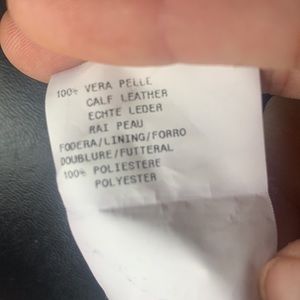 100% VERA PELLE
CALF LEATHER
ECHTE LEDER
RAI PEAU
FODERA/LINING/FORRO
DOUBLURE/FUTTERAL
100% POLIESTERE
POLYESTER